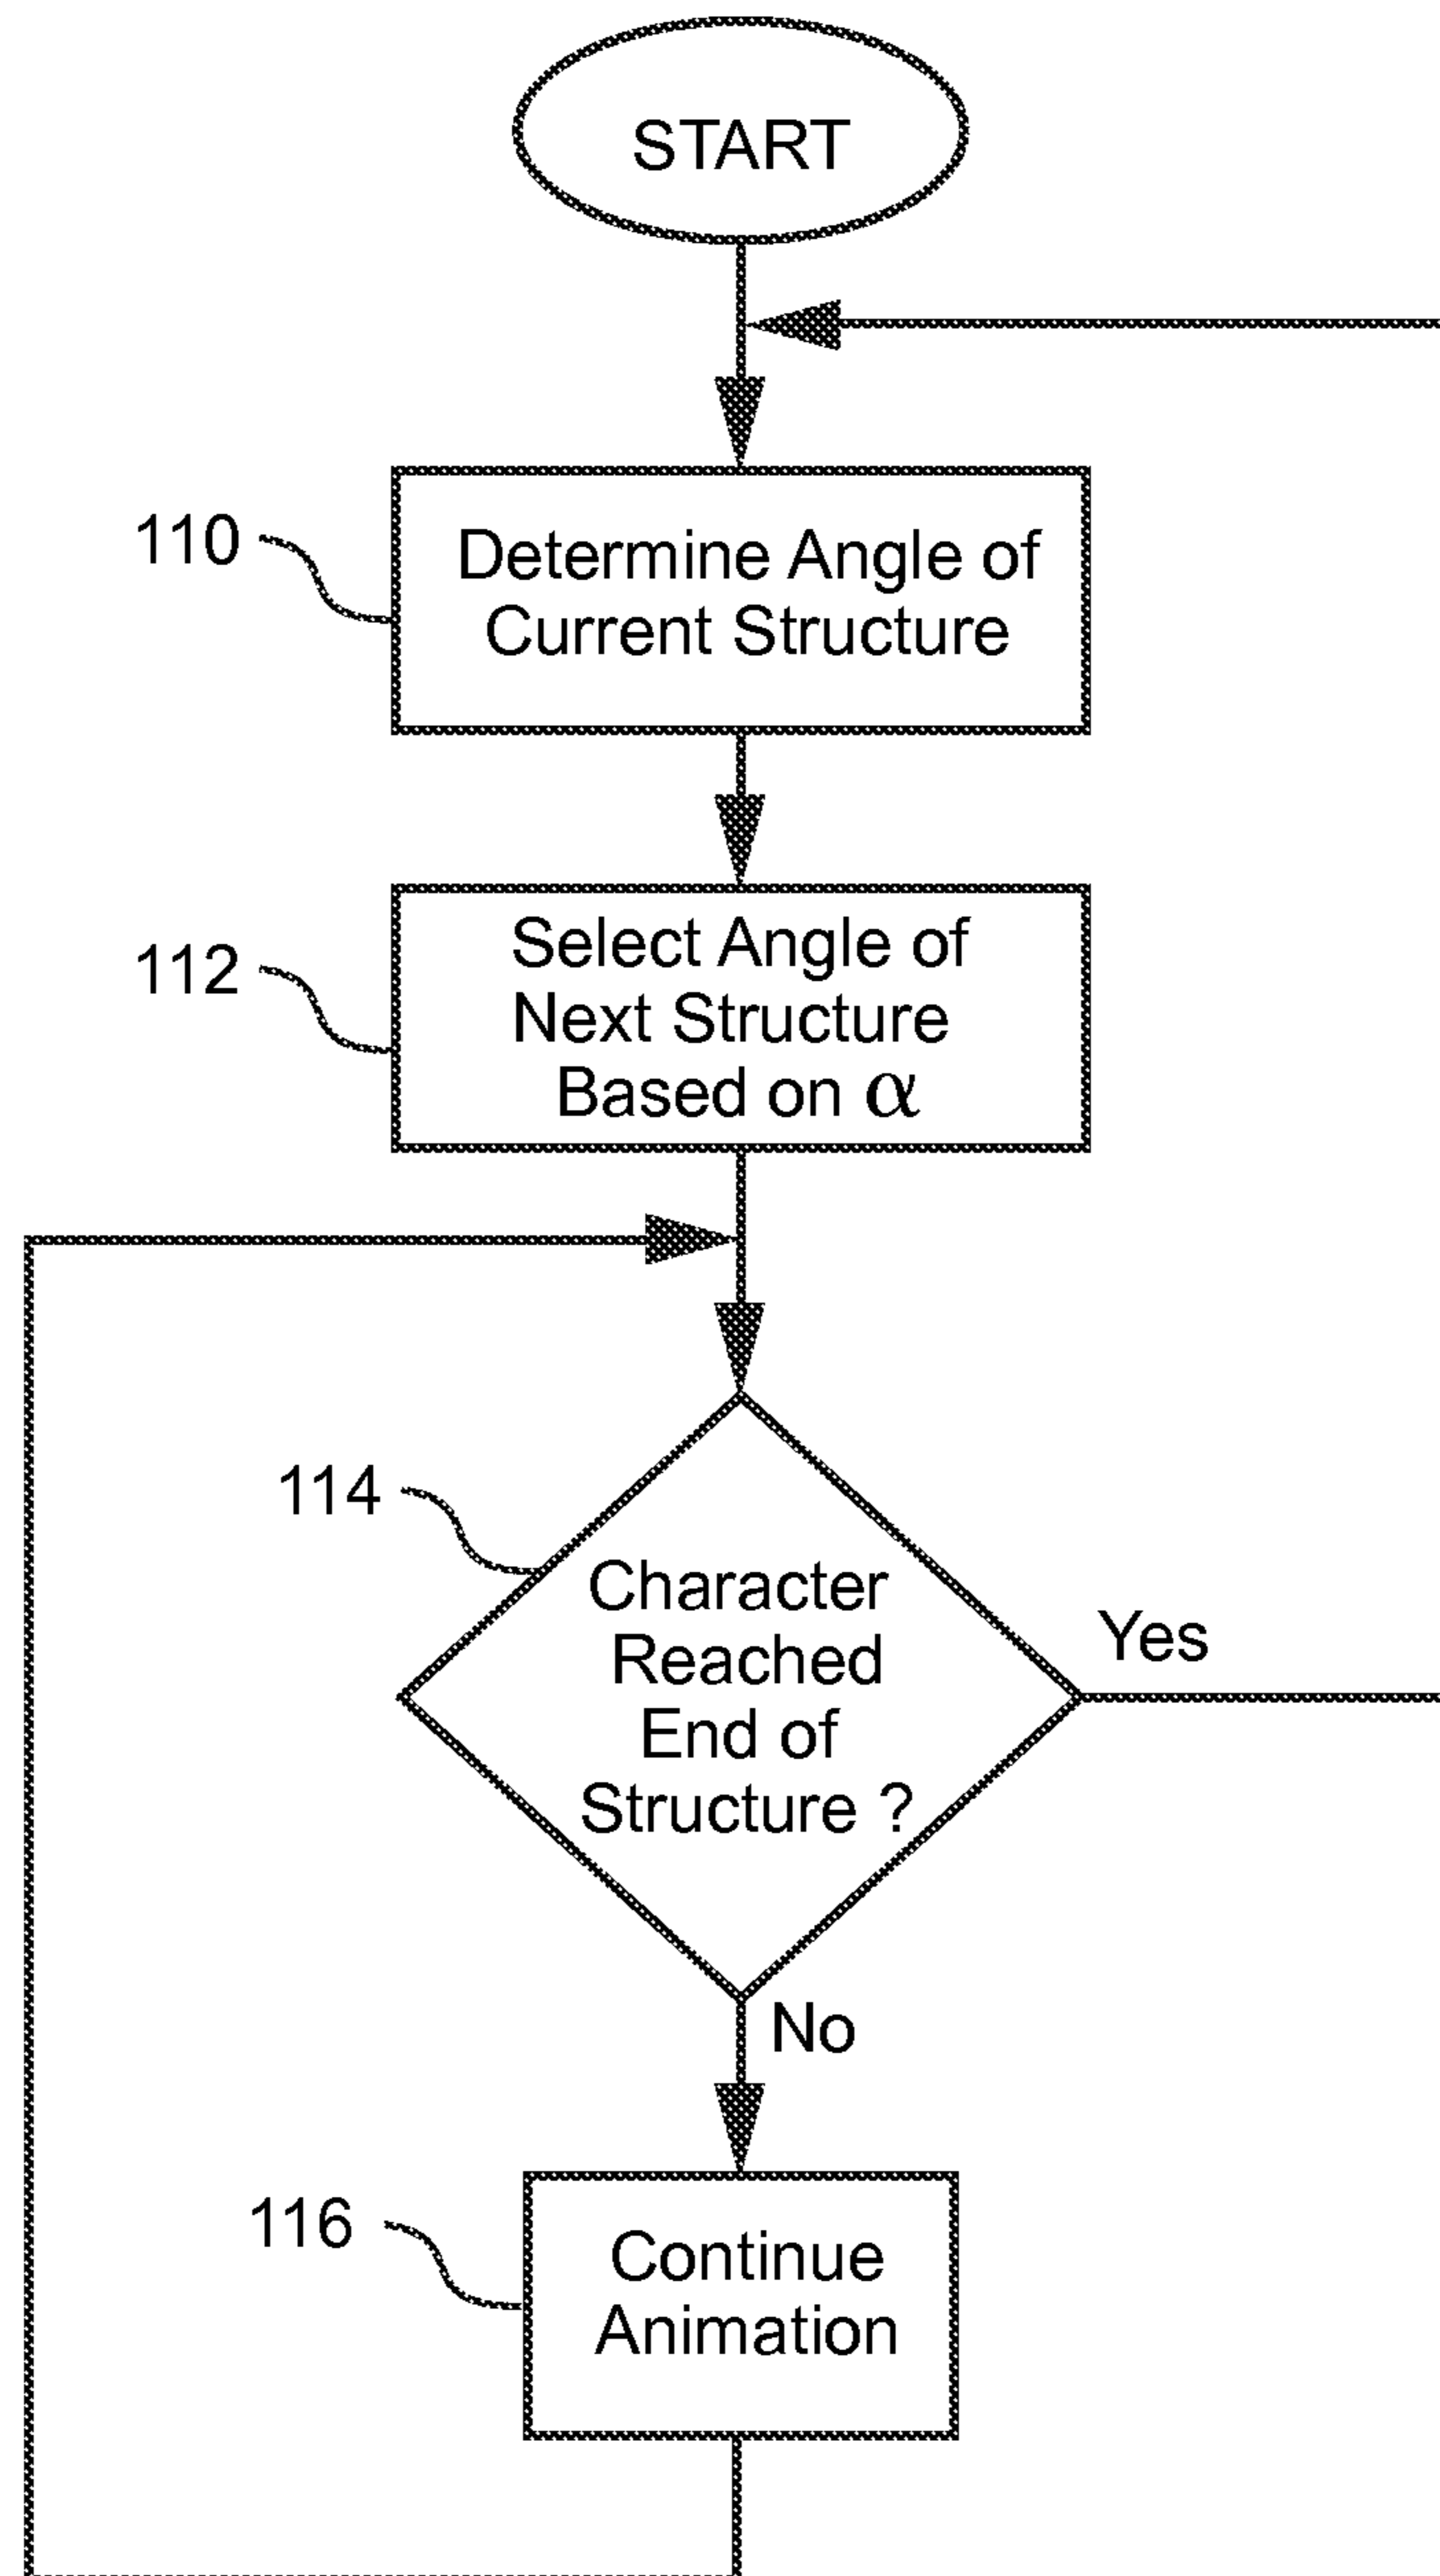 START
110
Determine Angle of
Current Structure
112
Select Angle of
Next Structure
Based on α
114
Character
Reached
End of
Structure ?
Yes
No
116
Continue
Animation